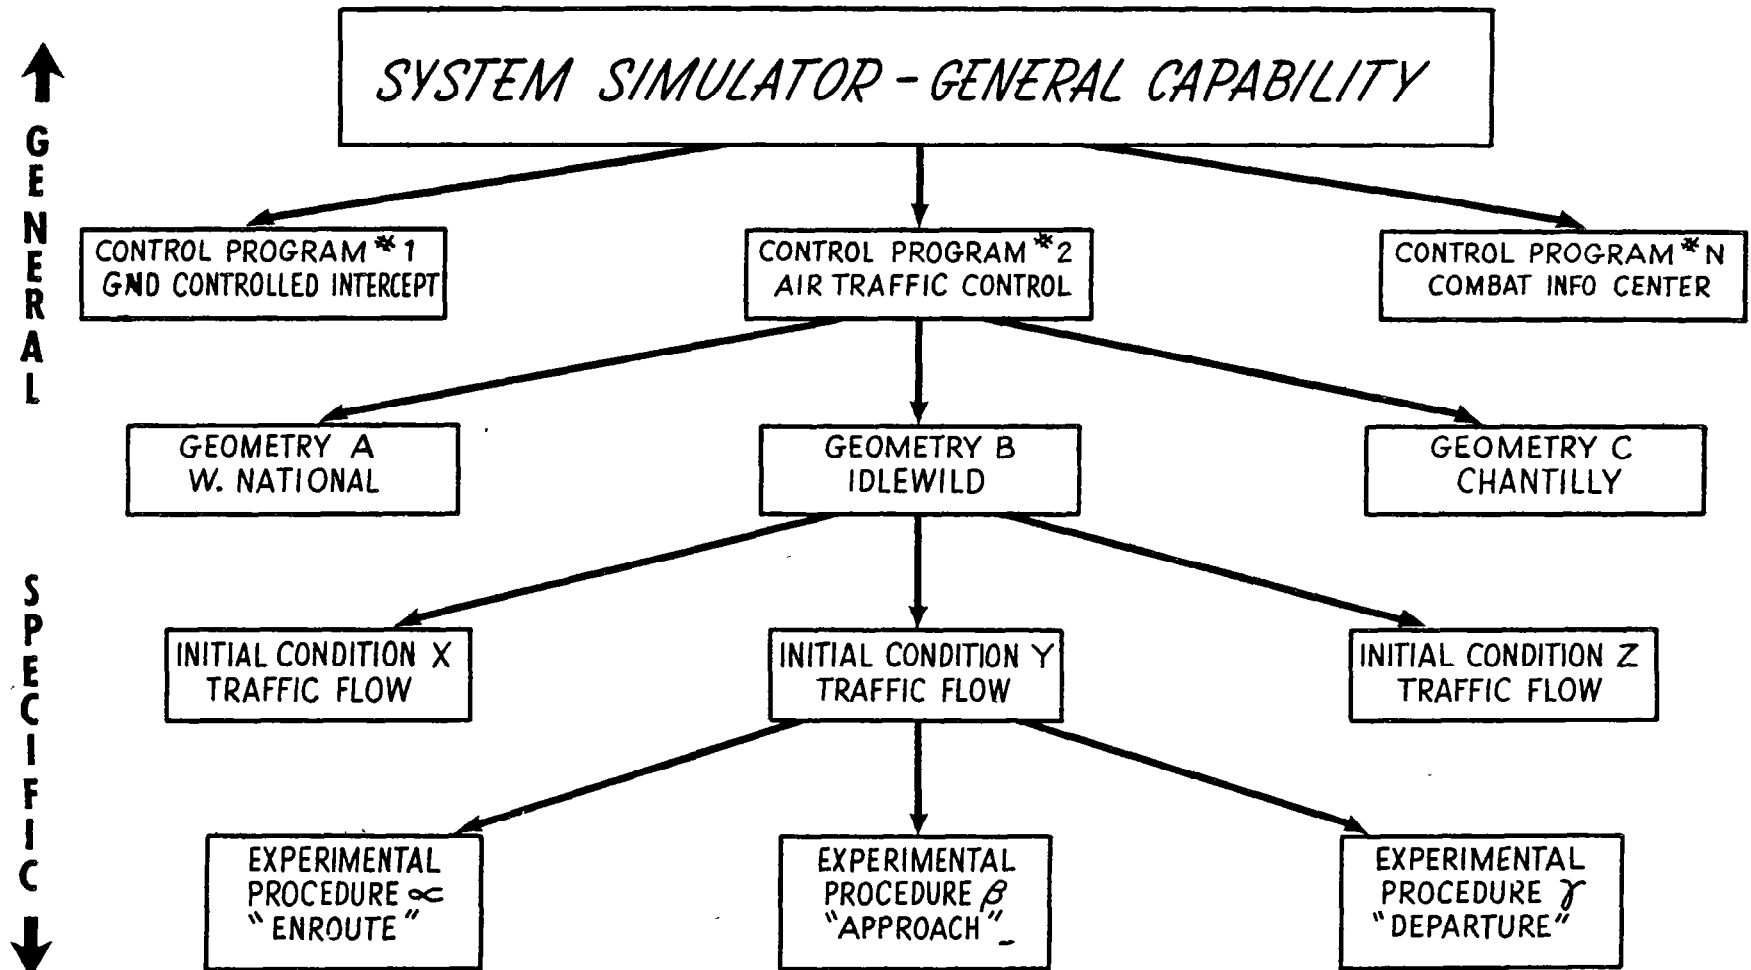 SYSTEM SIMULATOR - GENERAL CAPABILITY
GENERAL
CONTROL PROGRAM #1
GND CONTROLLED INTERCEPT
CONTROL PROGRAM #2
AIR TRAFFIC CONTROL
CONTROL PROGRAM #N
COMBAT INFO CENTER
GEOMETRY A
W. NATIONAL
GEOMETRY B
IDLEWILD
GEOMETRY C
CHANTILLY
SPECIFIC
INITIAL CONDITION X
TRAFFIC FLOW
INITIAL CONDITION Y
TRAFFIC FLOW
INITIAL CONDITION Z
TRAFFIC FLOW
EXPERIMENTAL
PROCEDURE ∝
"ENROUTE"
EXPERIMENTAL
PROCEDURE β
"APPROACH"
EXPERIMENTAL
PROCEDURE γ
"DEPARTURE"